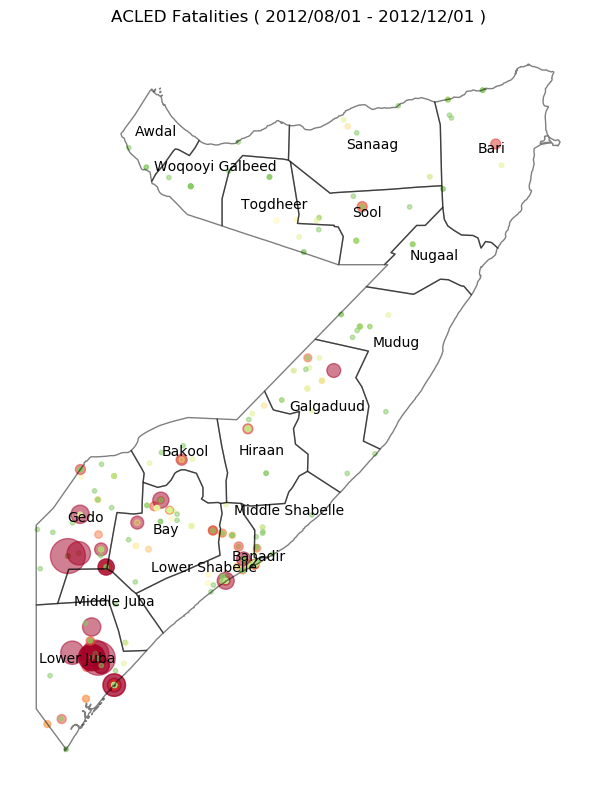 ACLED Fatalities ( 2012/08/01 - 2012/12/01 )
Awdal
Woqooyi Galbeed
Sanaag
Bari
Togdheer
Sool
Nugaal
Mudug
Galgaduud
Bakool
Hiraan
Middle Shabelle
Gedo
Bay
Banadir
Lower Shabelle
Middle Juba
Lower Juba